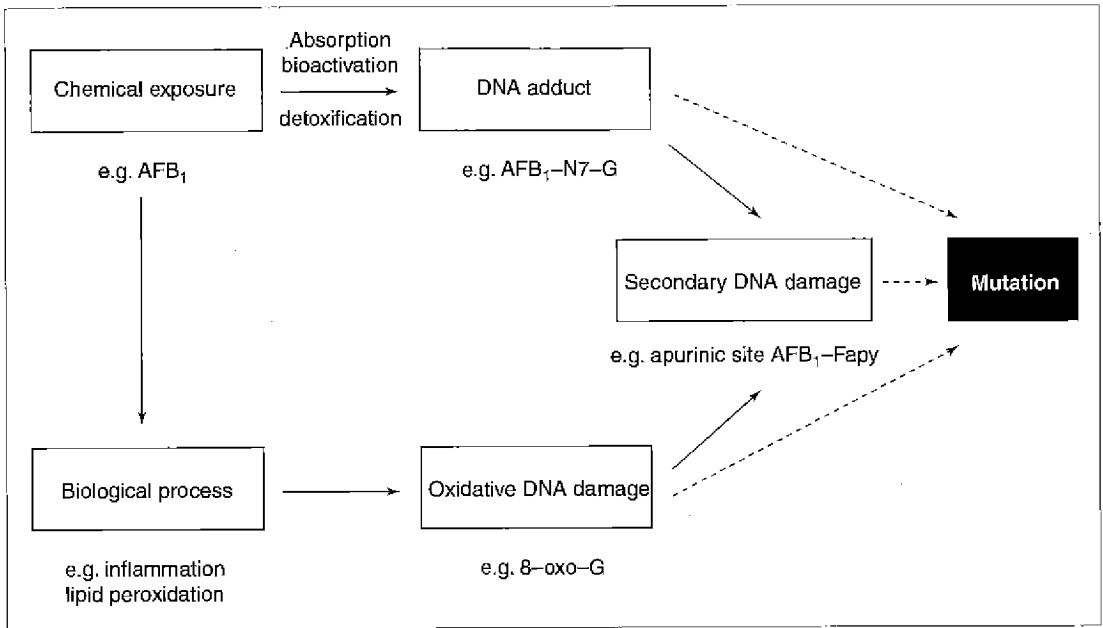 Absorption
bioactivation
Chemical exposure
detoxification
DNA adduct
e.g. AFB₁
e.g. AFB₁–N7–G
Secondary DNA damage
Mutation
e.g. apurinic site AFB₁–Fapy
Biological process
Oxidative DNA damage
e.g. inflammation
lipid peroxidation
e.g. 8–oxo–G